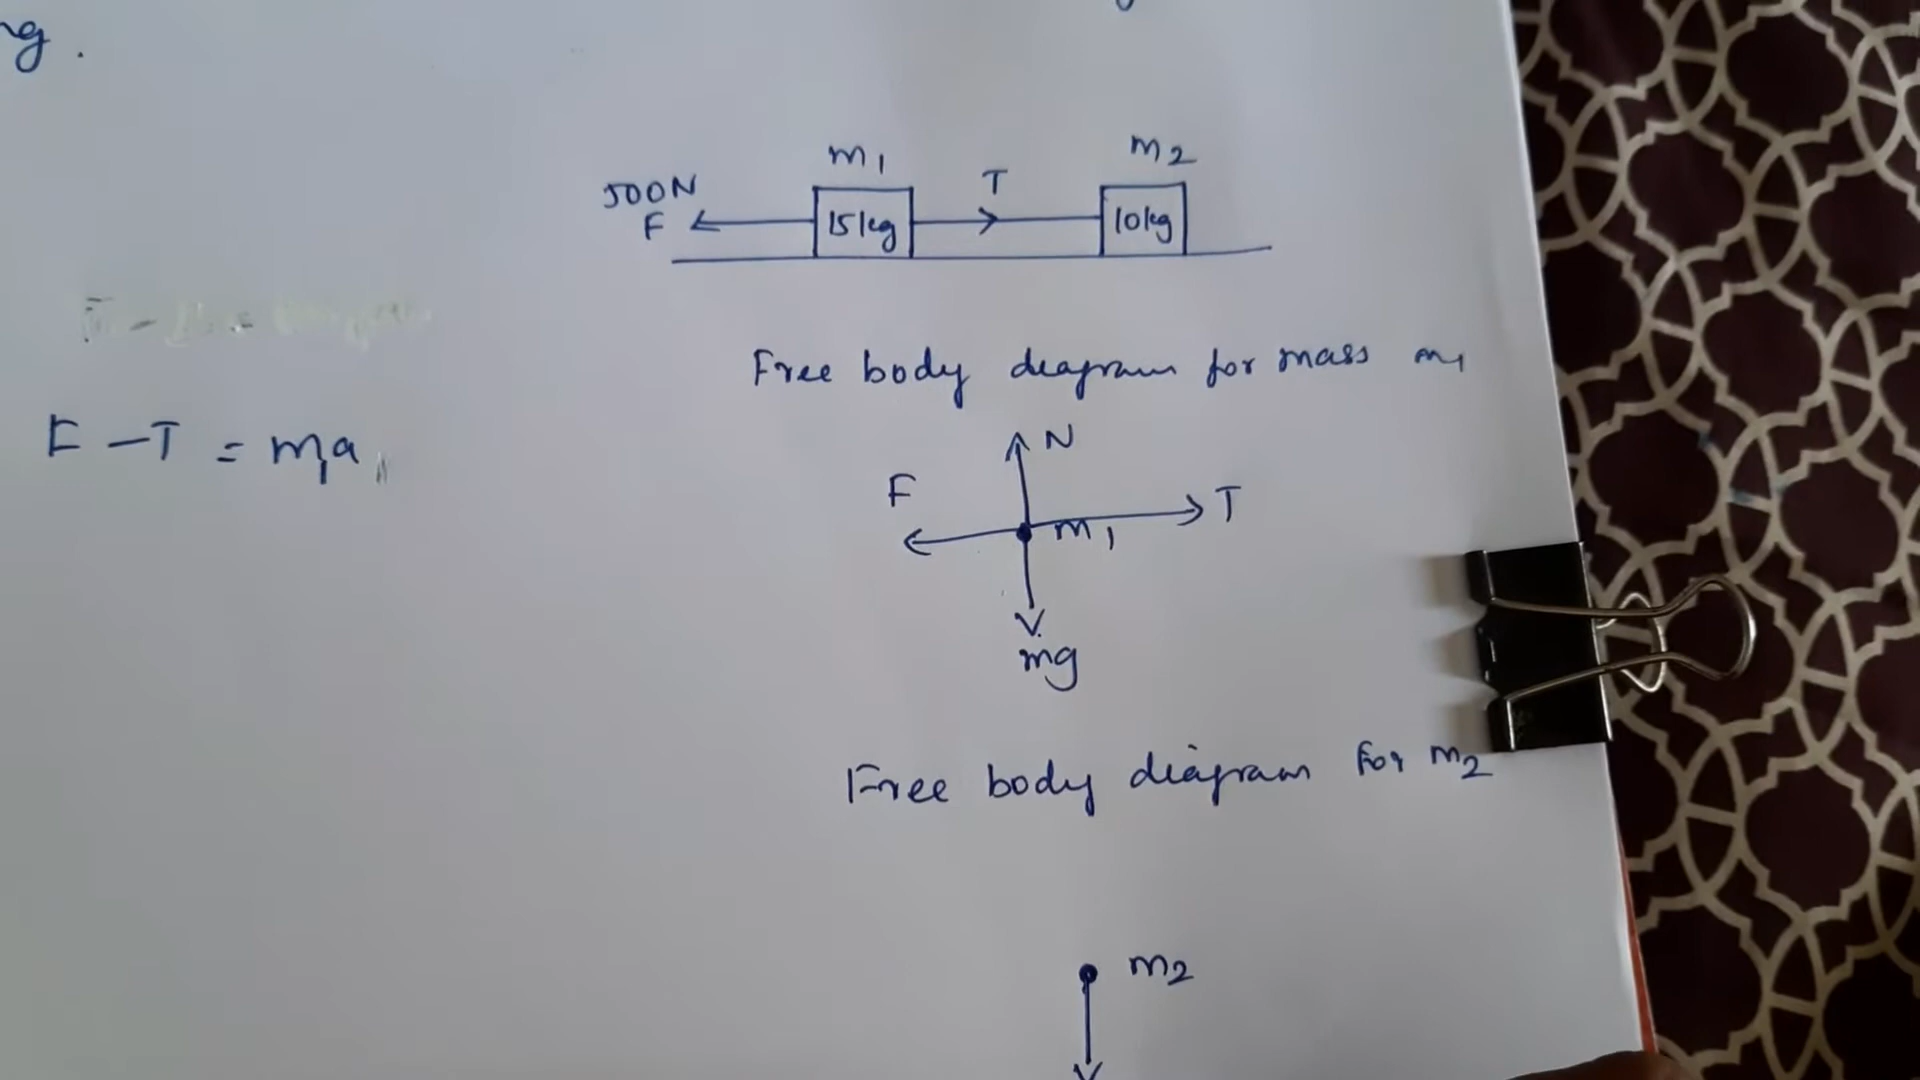 m1 m2
500N T
F 15kg 10kg
Free body diagram for mass m1
F - T = m1a
N
F T
m1
mg
Free body diagram for m2
m2